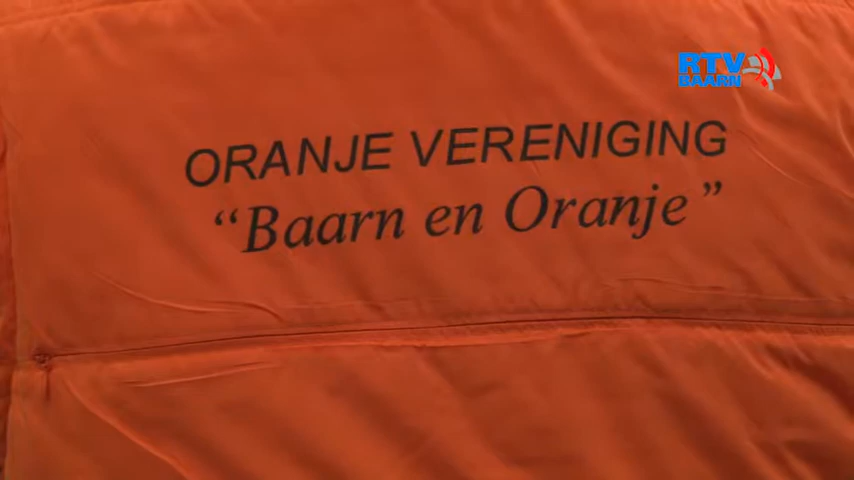 RTV
BAARN
ORANJE VERENIGING
“Baarn en Oranje”